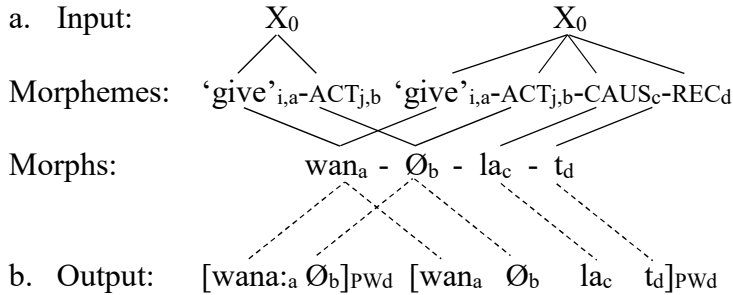 a. Input: X₀ X₀
Morphemes: ‘give’ᵢ,ₐ-ACTⱼ,b ‘give’ᵢ,ₐ-ACTⱼ,b-CAUSc-RECd
Morphs: wanₐ - Øb - lac - td
b. Output: [wana:ₐ Øb]PWd [wanₐ Øb lac td]PWd